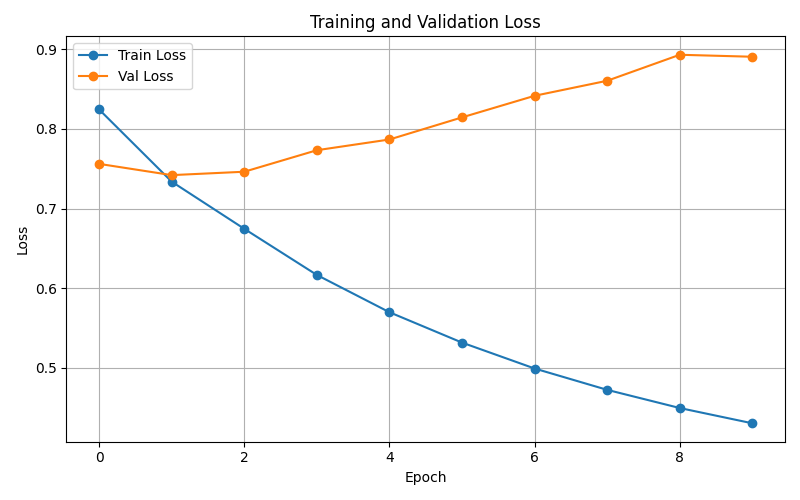 Training and Validation Loss
Train Loss
Val Loss
0.9
0.8
0.7
0.6
0.5
Loss
0 2 4 6 8
Epoch